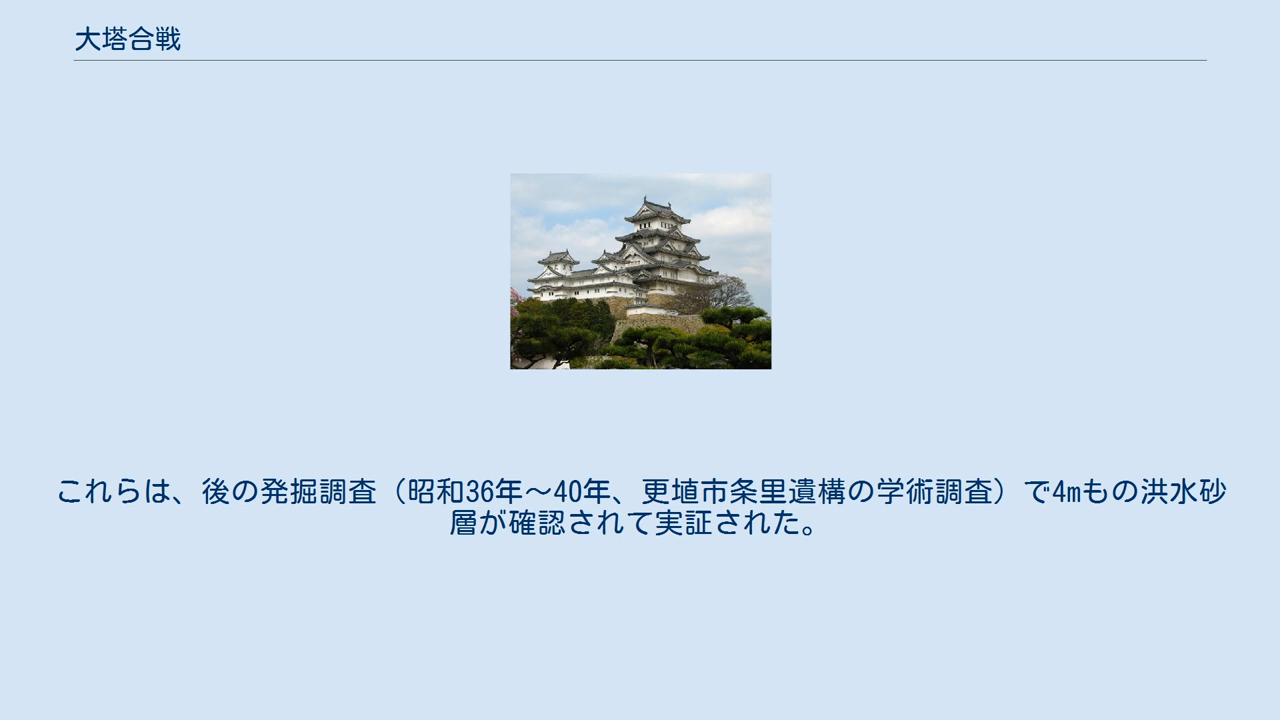 大塔合戦
これらは、後の発掘調査（昭和36年～40年、更埴市条里遺構の学術調査）で4mもの洪水砂
層が確認されて実証された。